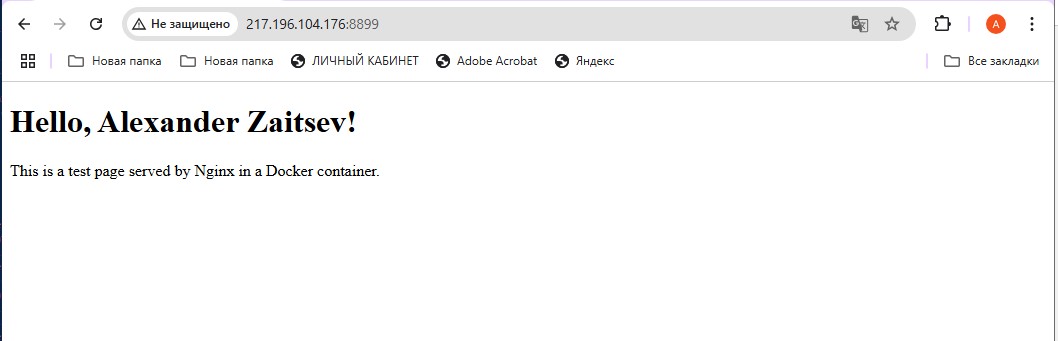 Не защищено 217.196.104.176:8899 A
Новая папка Новая папка ЛИЧНЫЙ КАБИНЕТ Adobe Acrobat Яндекс Все закладки
Hello, Alexander Zaitsev!
This is a test page served by Nginx in a Docker container.